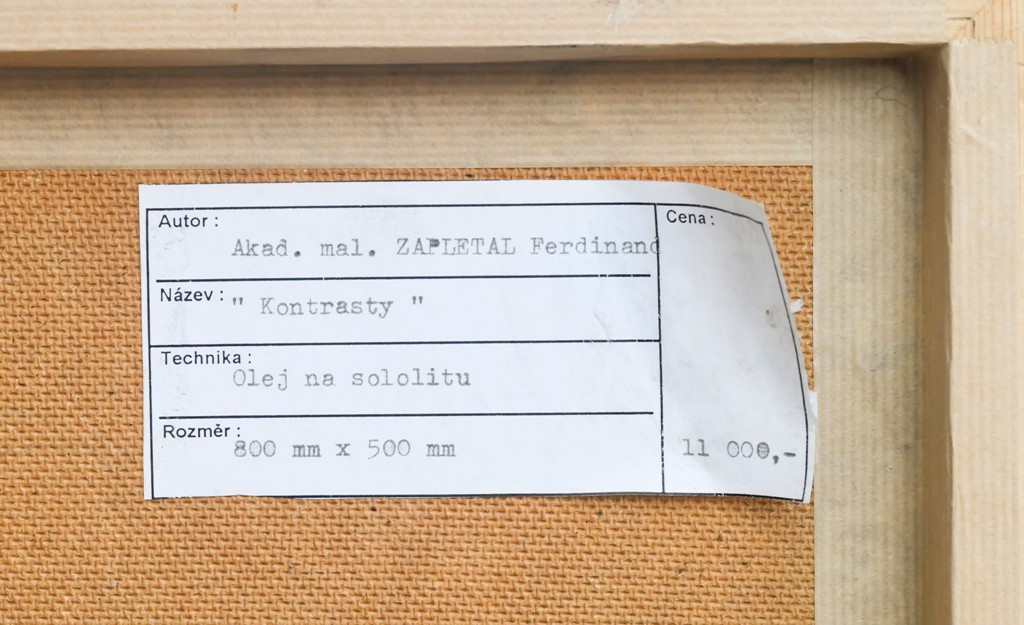 Autor :
Akad. mal. ZAPLETAL Ferdinand
Název :
" Kontrasty "
Technika :
Olej na sololitu
Rozměr :
800 mm x 500 mm
Cena :
11 000,-